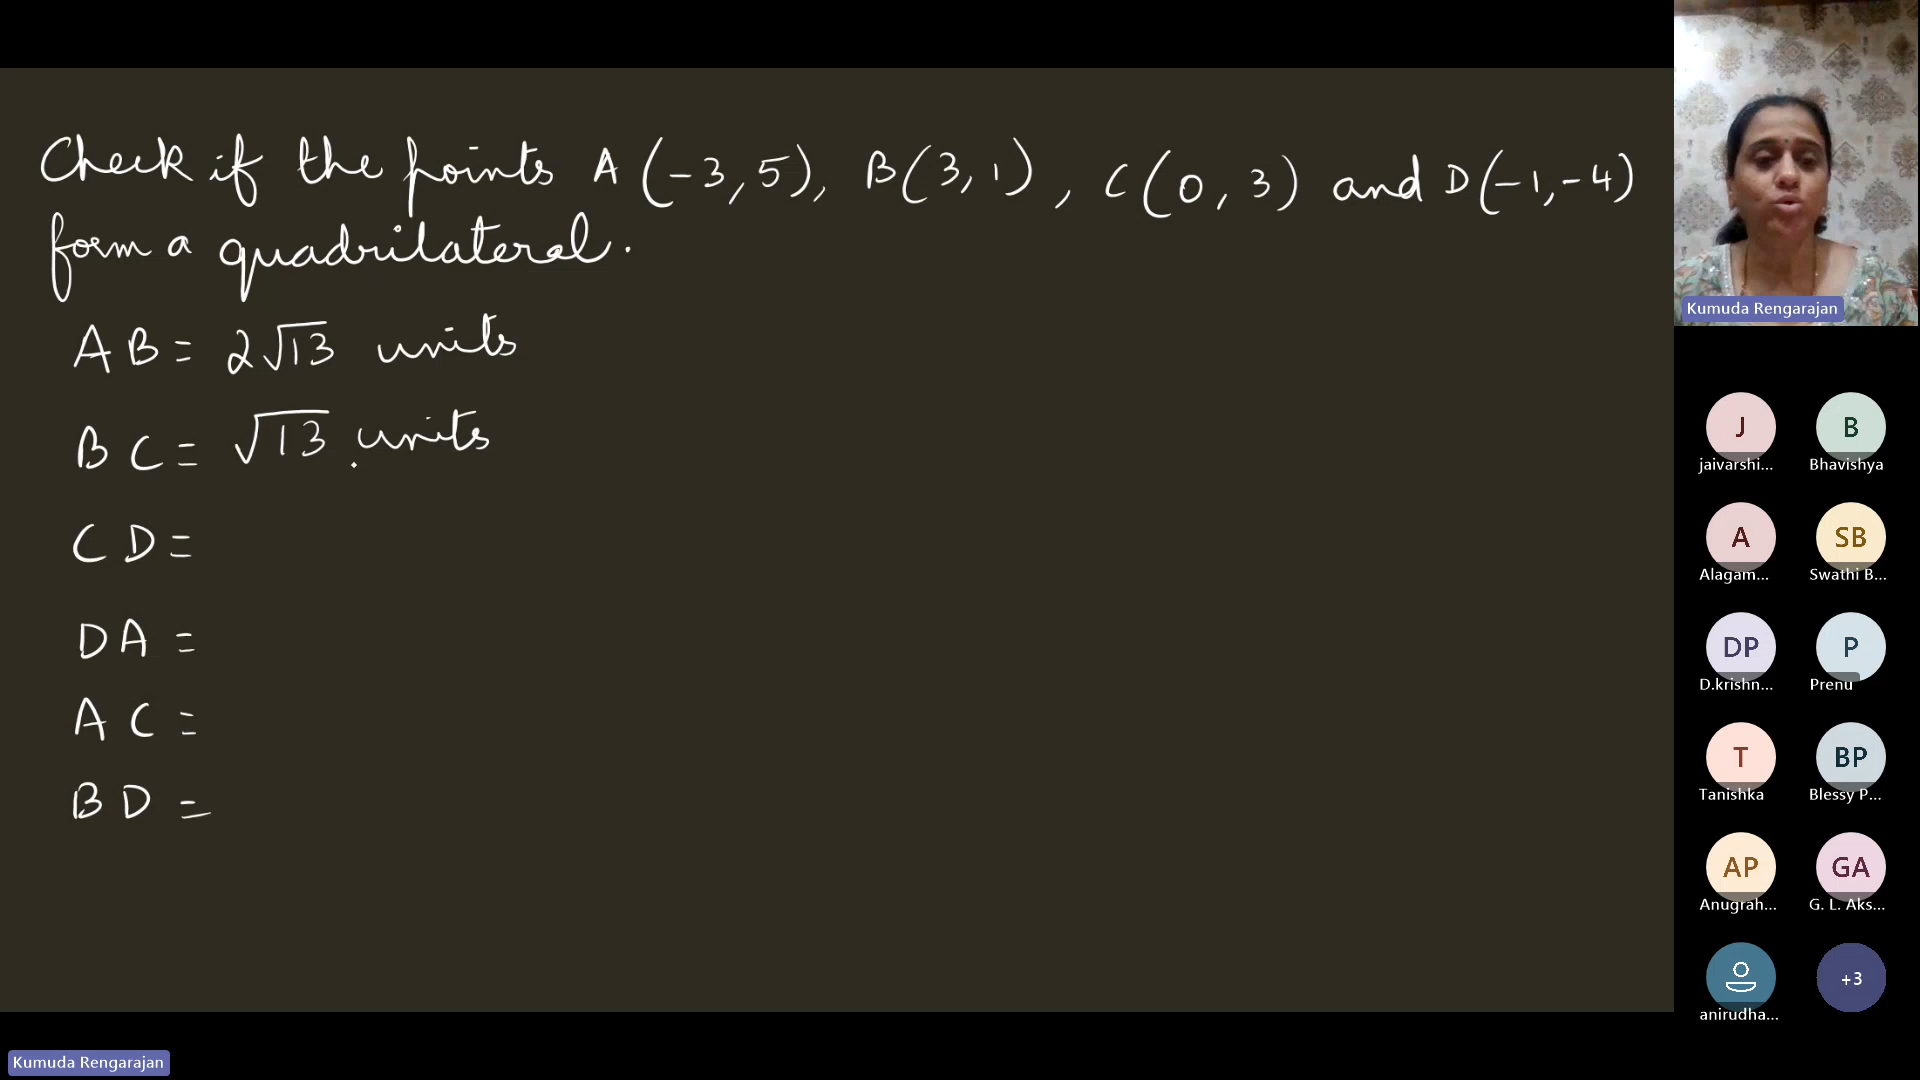 Check if the points A(-3,5), B(3,1), C(0,3) and D(-1,-4)
form a quadrilateral.
AB = 2√13 units
BC = √13 units
CD =
DA =
AC =
BD =
Kumuda Rengarajan
J
jaivarshi...
B
Bhavishya
A
Alagam...
SB
Swathi B...
DP
D.krishn...
P
Prenu
T
Tanishka
BP
Blessy P...
AP
Anugrah...
GA
G. L. Aks...
anirudha...
+3
Kumuda Rengarajan